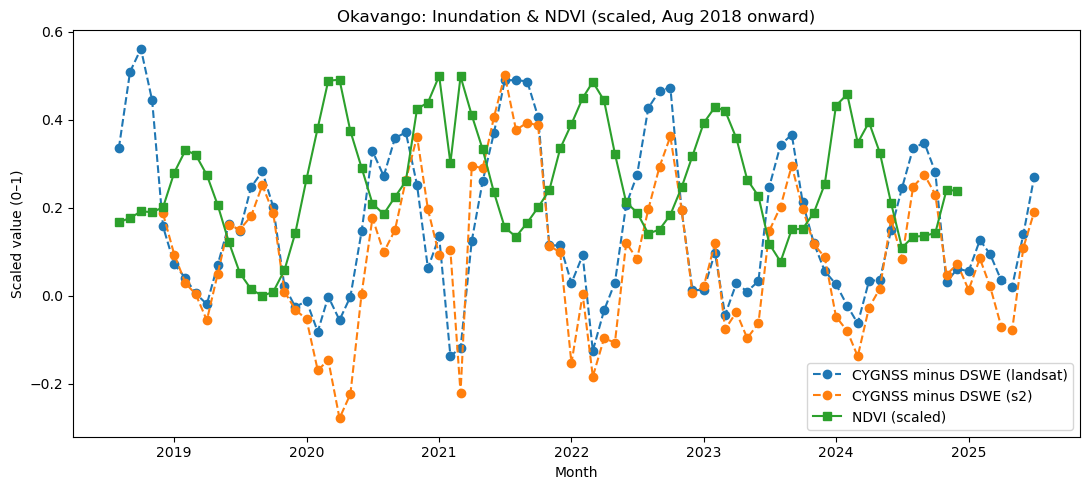 Okavango: Inundation & NDVI (scaled, Aug 2018 onward)
Scaled value (0–1)
0.6
0.4
0.2
0.0
−0.2
CYGNSS minus DSWE (landsat)
CYGNSS minus DSWE (s2)
NDVI (scaled)
2019 2020 2021 2022 2023 2024 2025
Month